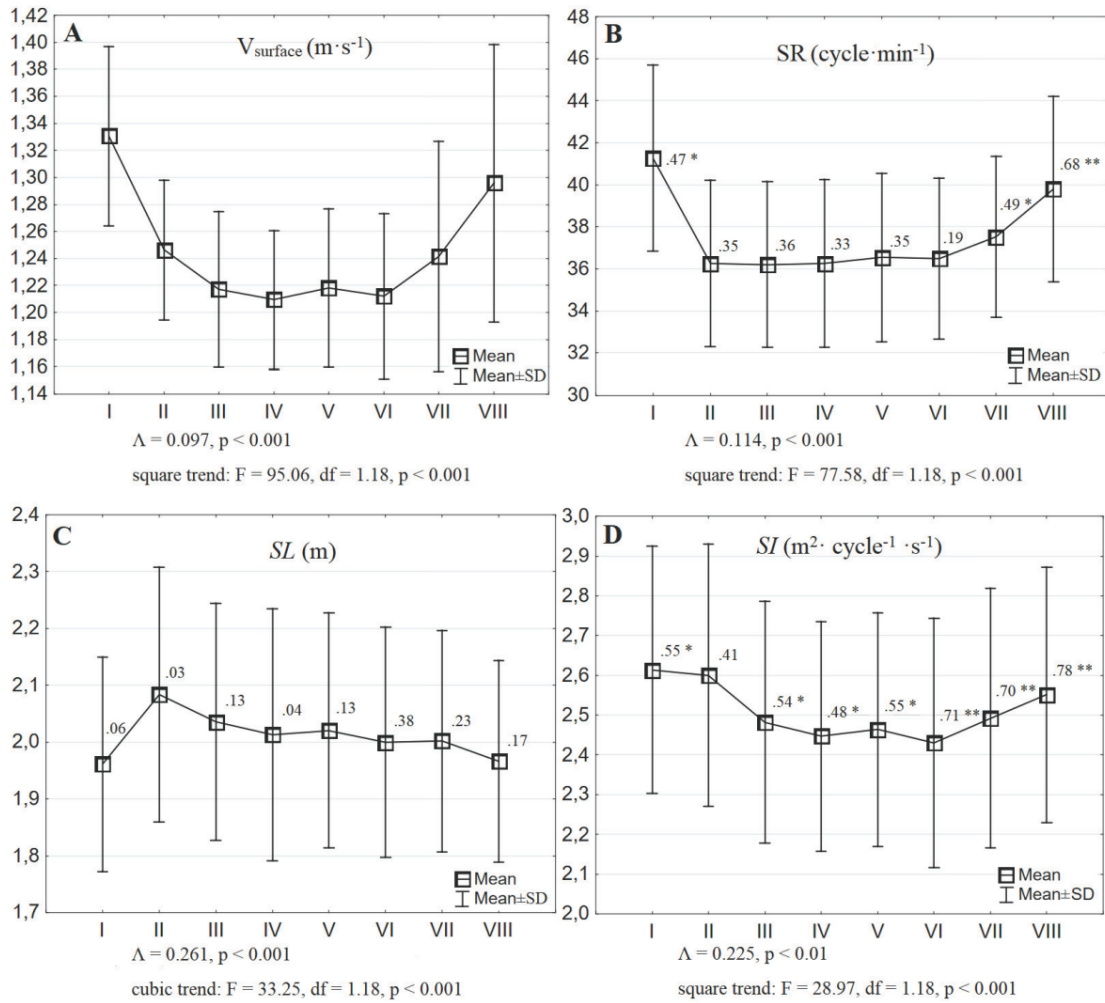 A
V_surface (m·s⁻¹)
1,42
1,40
1,38
1,36
1,34
1,32
1,30
1,28
1,26
1,24
1,22
1,20
1,18
1,16
1,14
Mean
Mean±SD
I II III IV V VI VII VIII
Λ = 0.097, p < 0.001
square trend: F = 95.06, df = 1.18, p < 0.001
B
SR (cycle·min⁻¹)
48
46
44
42
40
38
36
34
32
30
.47 *
.35
.36
.33
.35
.19
.49 *
.68 **
Mean
Mean±SD
I II III IV V VI VII VIII
Λ = 0.114, p < 0.001
square trend: F = 77.58, df = 1.18, p < 0.001
C
SL (m)
2,4
2,3
2,2
2,1
2,0
1,9
1,8
1,7
.06
.03
.13
.04
.13
.38
.23
.17
Mean
Mean±SD
I II III IV V VI VII VIII
Λ = 0.261, p < 0.001
cubic trend: F = 33.25, df = 1.18, p < 0.001
D
SI (m²· cycle⁻¹ ·s⁻¹)
3,0
2,9
2,8
2,7
2,6
2,5
2,4
2,3
2,2
2,1
2,0
.55 *
.41
.54 *
.48 *
.55 *
.71 **
.70 **
.78 **
Mean
Mean±SD
I II III IV V VI VII VIII
Λ = 0.225, p < 0.01
square trend: F = 28.97, df = 1.18, p < 0.001